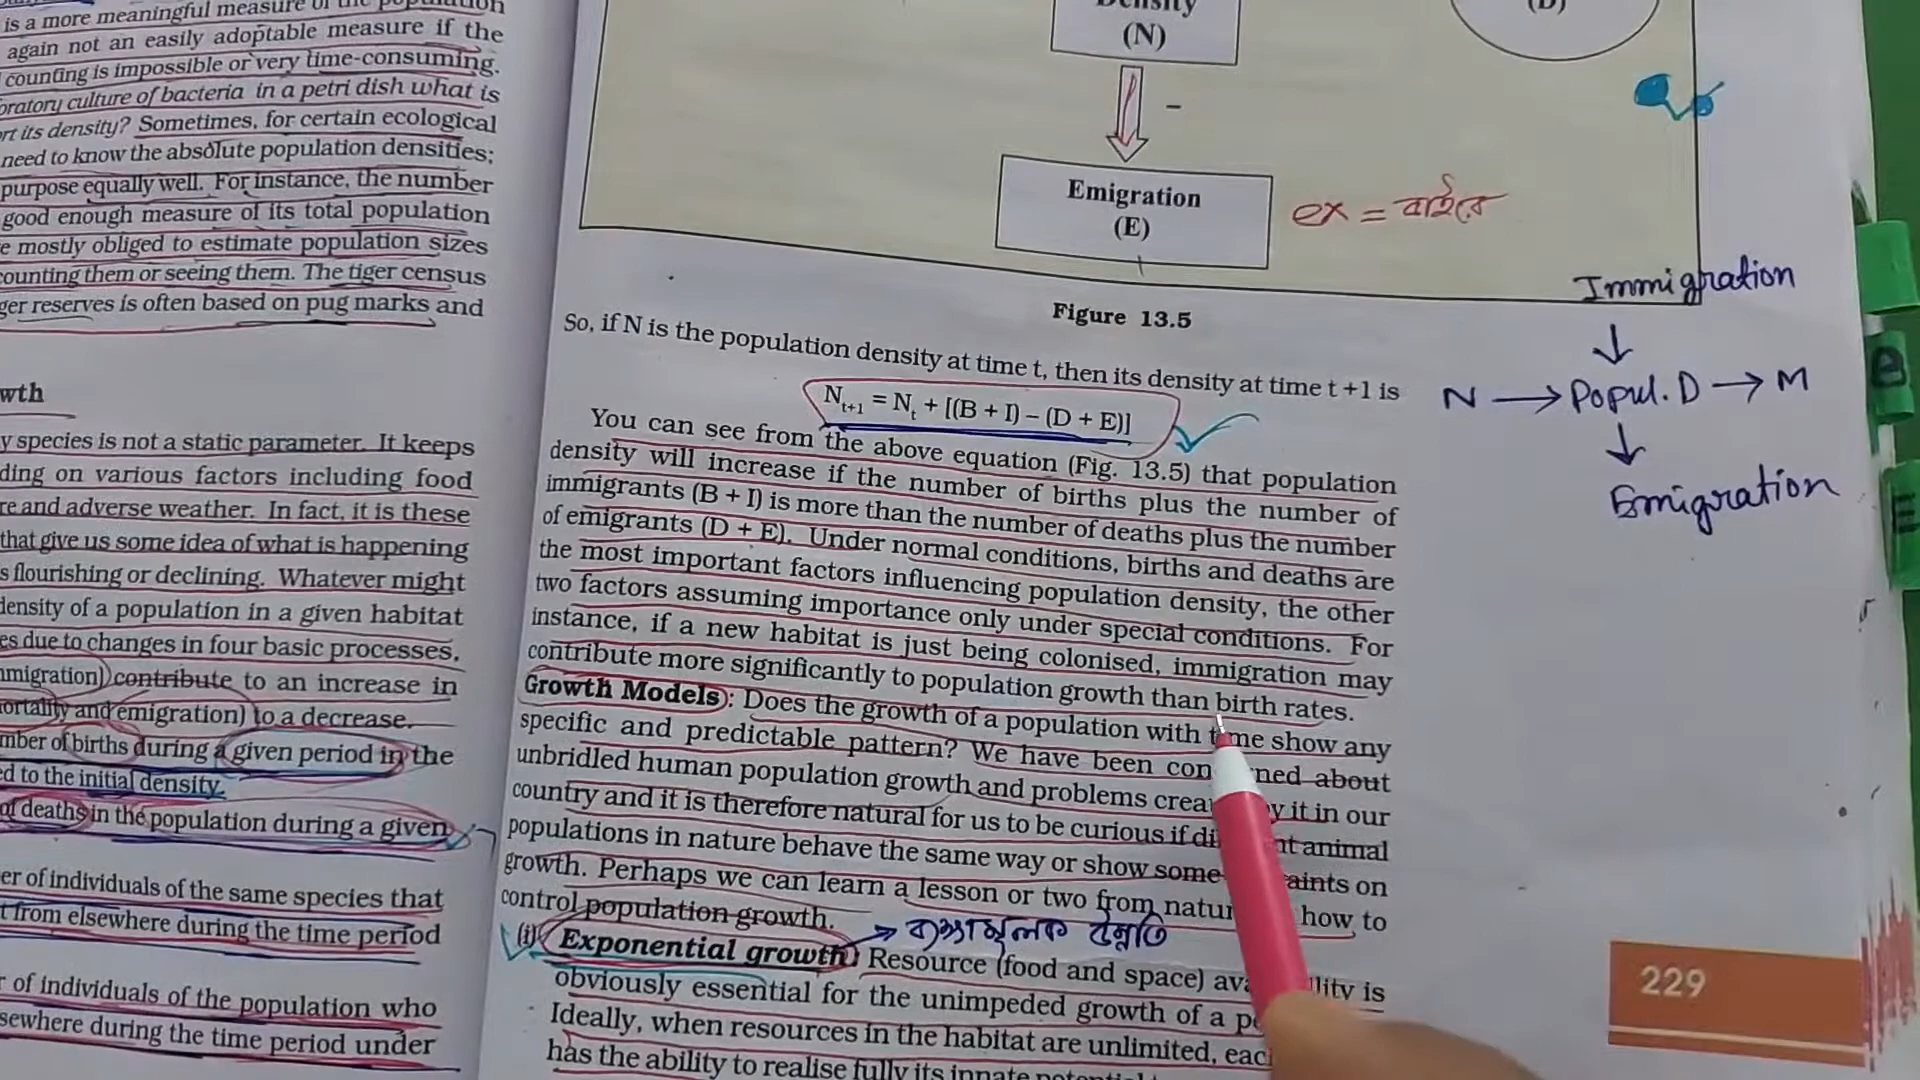 is a more meaningful measure of the population
again not an easily adoptable measure if the
counting is impossible or very time-consuming.
oratory culture of bacteria in a petri dish what is
rt its density? Sometimes, for certain ecological
need to know the absolute population densities;
purpose equally well. For instance, the number
good enough measure of its total population
e mostly obliged to estimate population sizes
counting them or seeing them. The tiger census
ger reserves is often based on pug marks and
wth
y species is not a static parameter. It keeps
ding on various factors including food
re and adverse weather. In fact, it is these
that give us some idea of what is happening
s flourishing or declining. Whatever might
density of a population in a given habitat
es due to changes in four basic processes,
mmigration) contribute to an increase in
ortality and emigration) to a decrease.
mber of births during a given period in the
ed to the initial density.
of deaths in the population during a given
er of individuals of the same species that
t from elsewhere during the time period
r of individuals of the population who
sewhere during the time period under
Density
(N)
(D)
–
Emigration
(E)
ex = বাইরে
Figure 13.5
So, if N is the population density at time t, then its density at time t +1 is
Nt+1 = Nt + [(B + I) – (D + E)]
You can see from the above equation (Fig. 13.5) that population
density will increase if the number of births plus the number of
immigrants (B + I) is more than the number of deaths plus the number
of emigrants (D + E). Under normal conditions, births and deaths are
the most important factors influencing population density, the other
two factors assuming importance only under special conditions. For
instance, if a new habitat is just being colonised, immigration may
contribute more significantly to population growth than birth rates.
Growth Models: Does the growth of a population with time show any
specific and predictable pattern? We have been con ned about
unbridled human population growth and problems crea y it in our
country and it is therefore natural for us to be curious if di nt animal
populations in nature behave the same way or show some aints on
growth. Perhaps we can learn a lesson or two from natur how to
control population growth.
(i) Exponential growth: Resource (food and space) ava lity is
obviously essential for the unimpeded growth of a p
Ideally, when resources in the habitat are unlimited, eac
has the ability to realise fully its innate potential
Immigration
N Popul. D M
Emigration
229